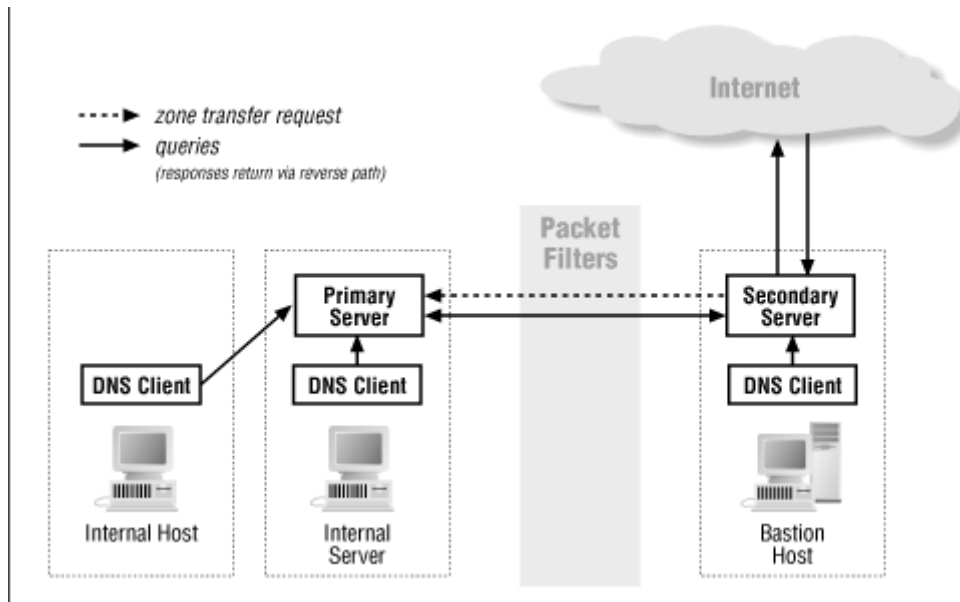 Internet
zone transfer request
queries
(responses return via reverse path)
Packet
Filters
Primary
Server
Secondary
Server
DNS Client
DNS Client
DNS Client
Internal Host
Internal
Server
Bastion
Host